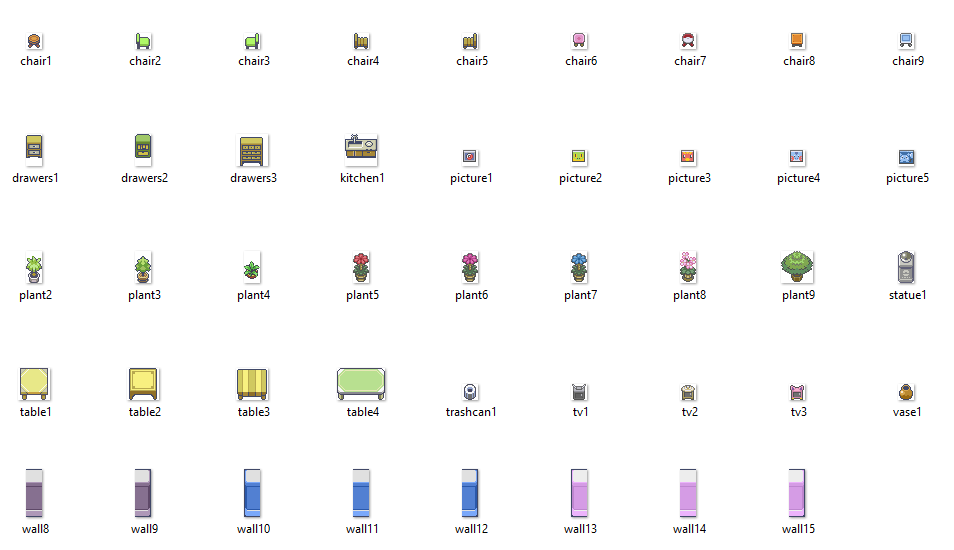 chair1 chair2 chair3 chair4 chair5 chair6 chair7 chair8 chair9
drawers1 drawers2 drawers3 kitchen1 picture1 picture2 picture3 picture4 picture5
plant2 plant3 plant4 plant5 plant6 plant7 plant8 plant9 statue1
table1 table2 table3 table4 trashcan1 tv1 tv2 tv3 vase1
wall8 wall9 wall10 wall11 wall12 wall13 wall14 wall15